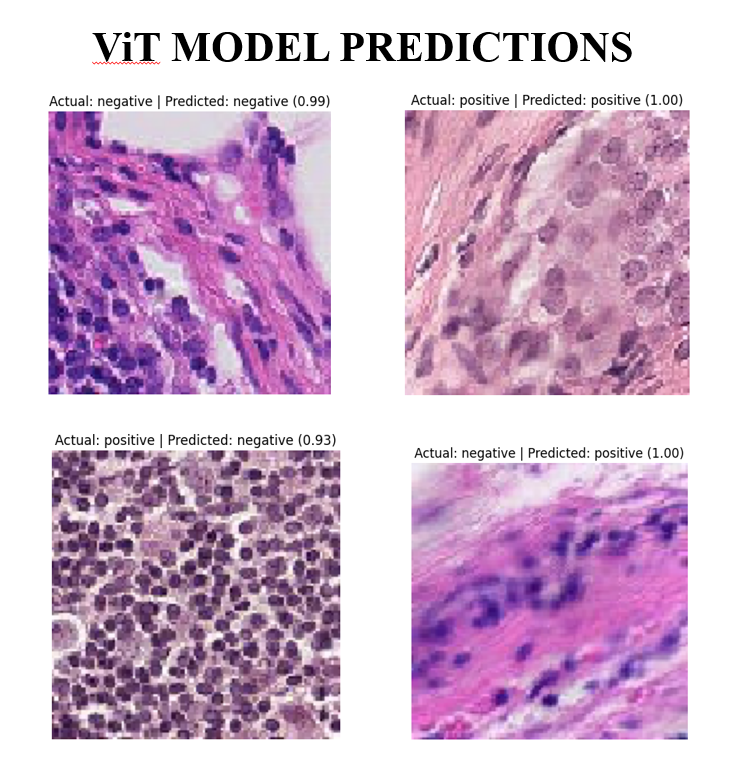 ViT MODEL PREDICTIONS
Actual: negative | Predicted: negative (0.99)
Actual: positive | Predicted: positive (1.00)
Actual: positive | Predicted: negative (0.93)
Actual: negative | Predicted: positive (1.00)